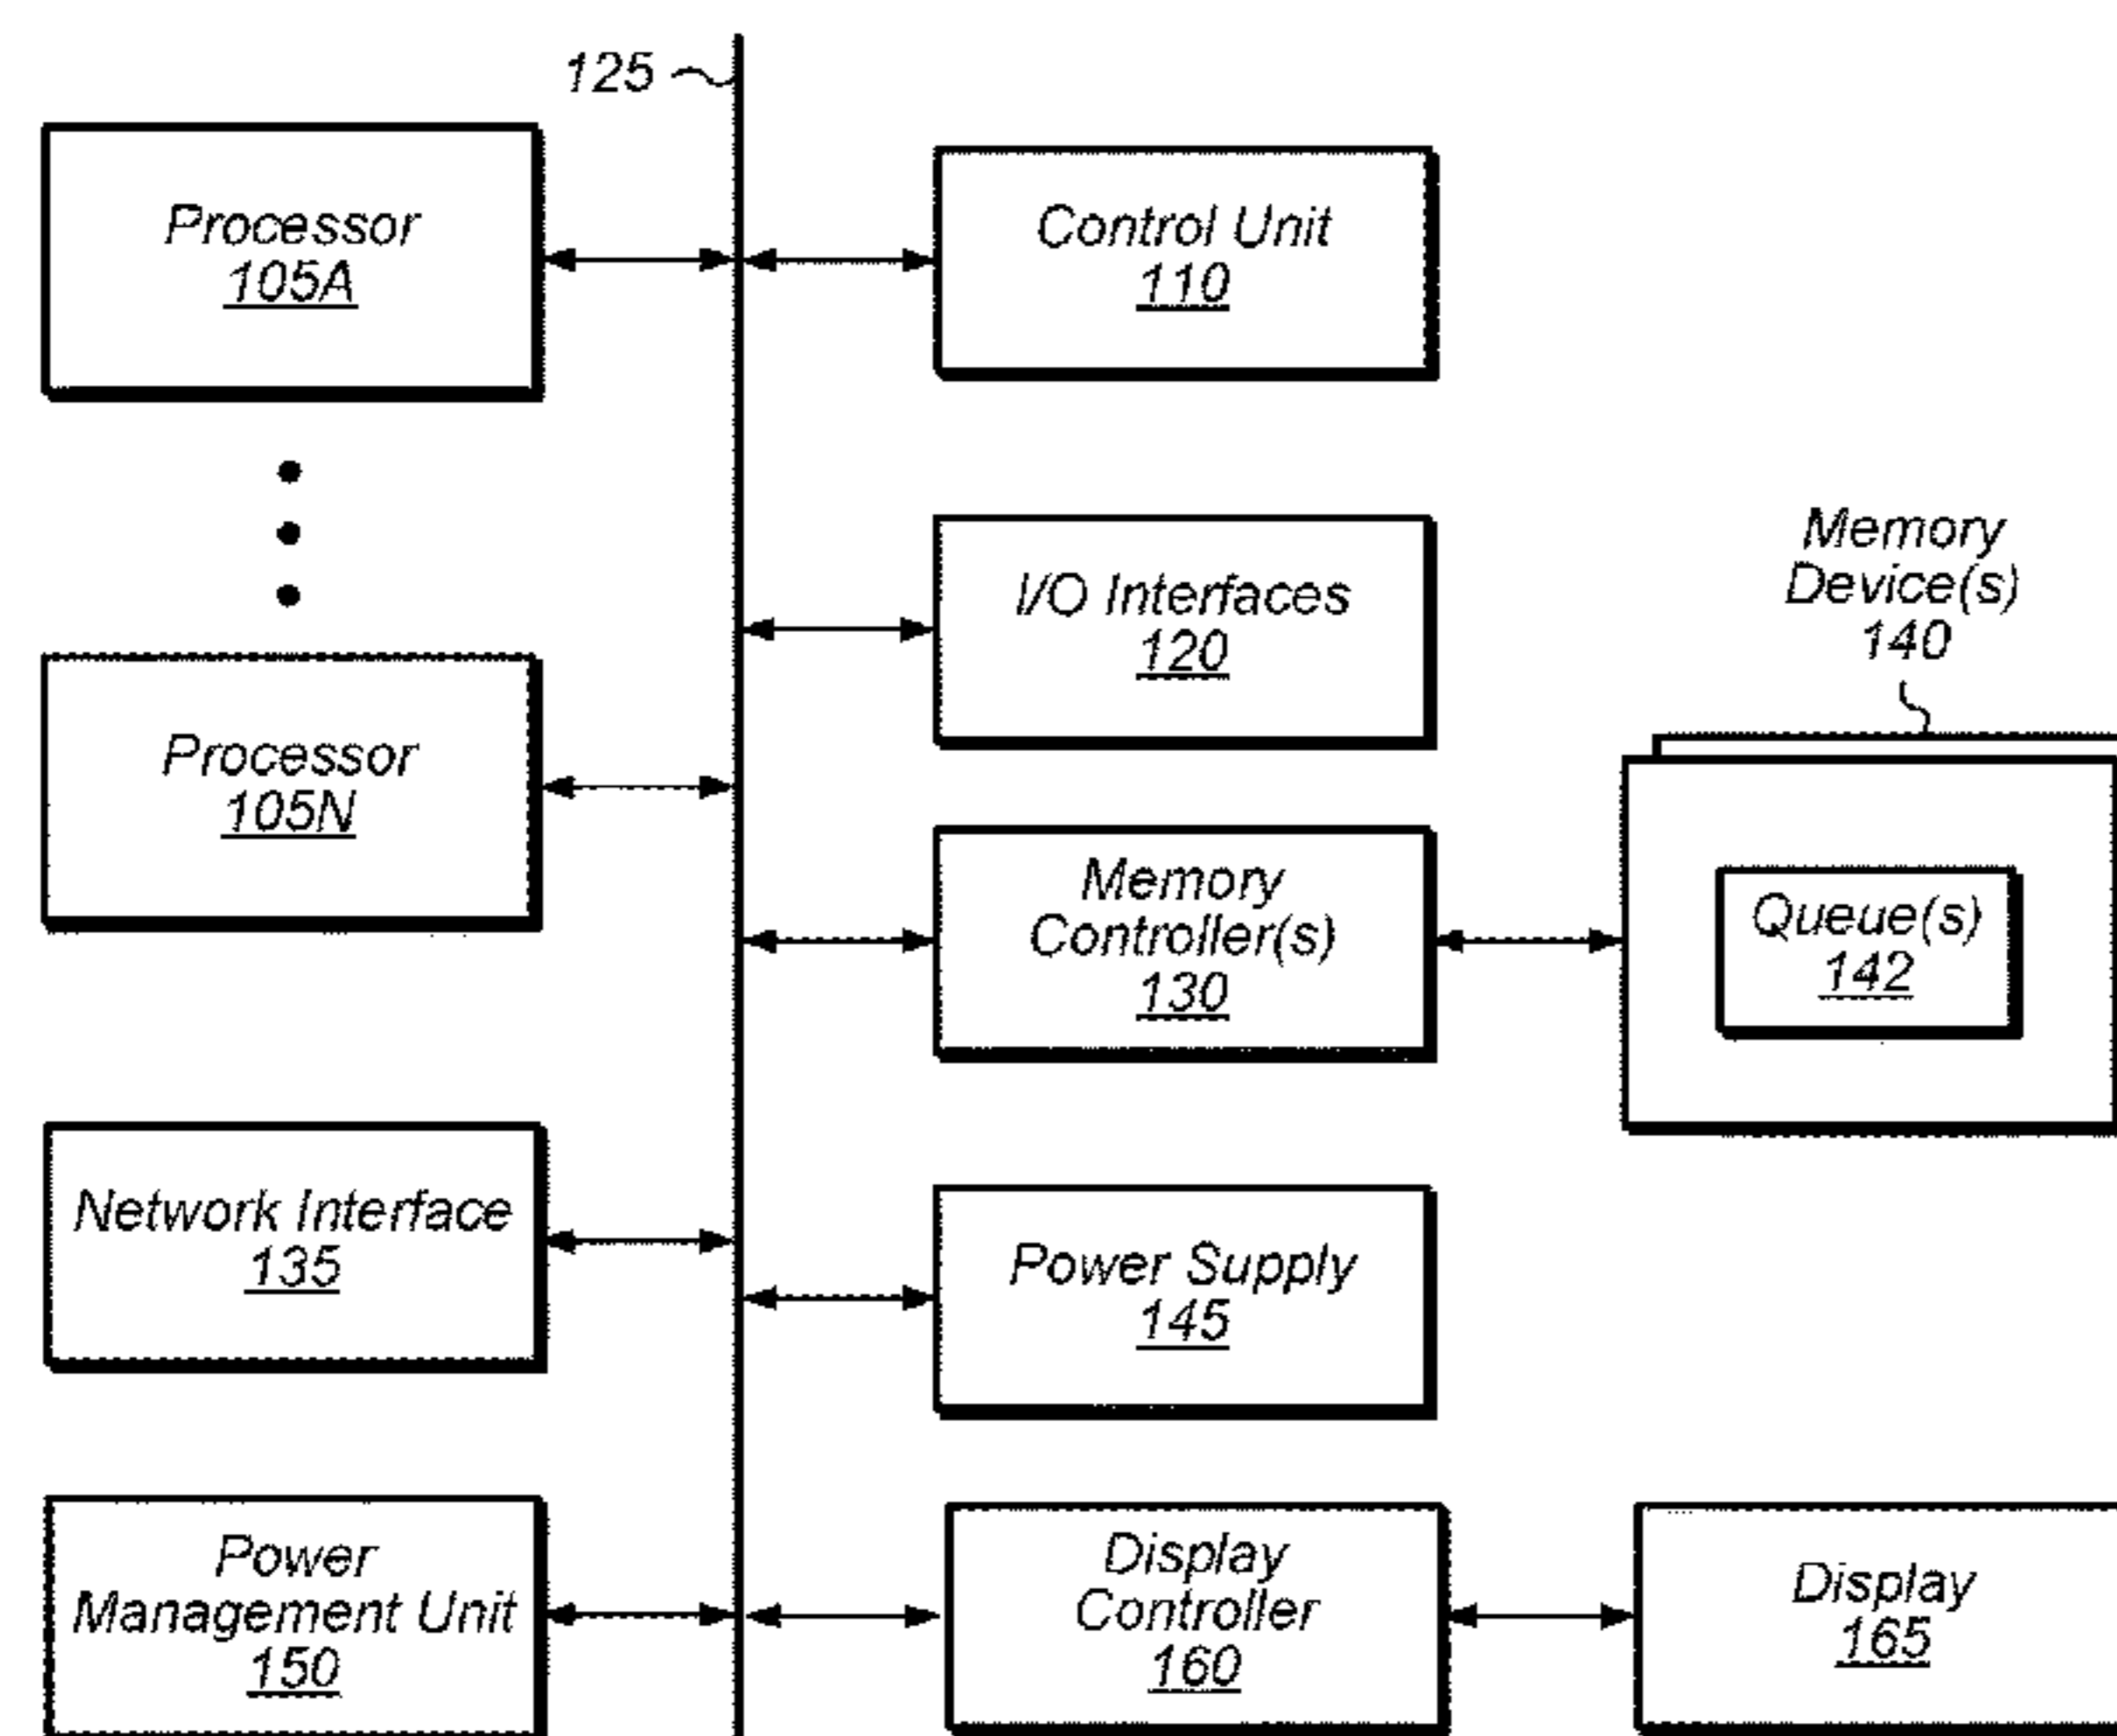 125
Processor
105A
Control Unit
110
I/O Interfaces
120
Memory
Device(s)
140
Processor
105N
Memory
Controller(s)
130
Queue(s)
142
Network Interface
135
Power Supply
145
Power
Management Unit
150
Display
Controller
160
Display
165